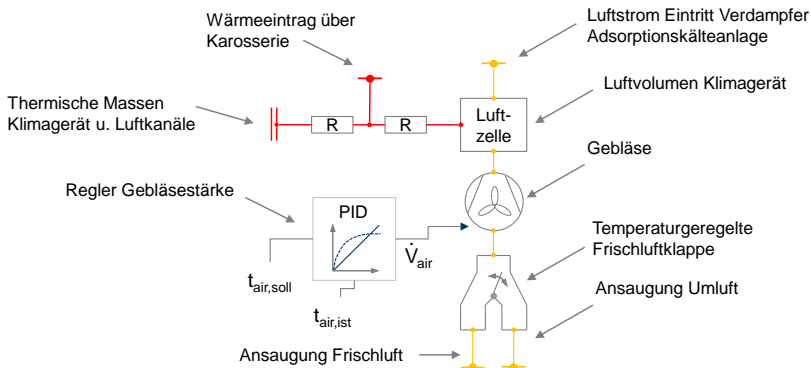 Wärmeeintrag über
Karosserie
Luftstrom Eintritt Verdampfer
Adsorptionskälteanlage
Thermische Massen
Klimagerät u. Luftkanäle
R
R
Luft-
zelle
Luftvolumen Klimagerät
Gebläse
Regler Gebläsestärke
PID
V̇air
tair,soll
tair,ist
Temperaturgeregelte
Frischluftklappe
Ansaugung Umluft
Ansaugung Frischluft